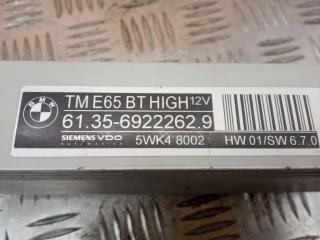 BMW
TM E65 BT HIGH 12V
61.35-6922262.9
SIEMENS VDO
Automotive
5WK4 8002
HW 01/SW 6.7.0